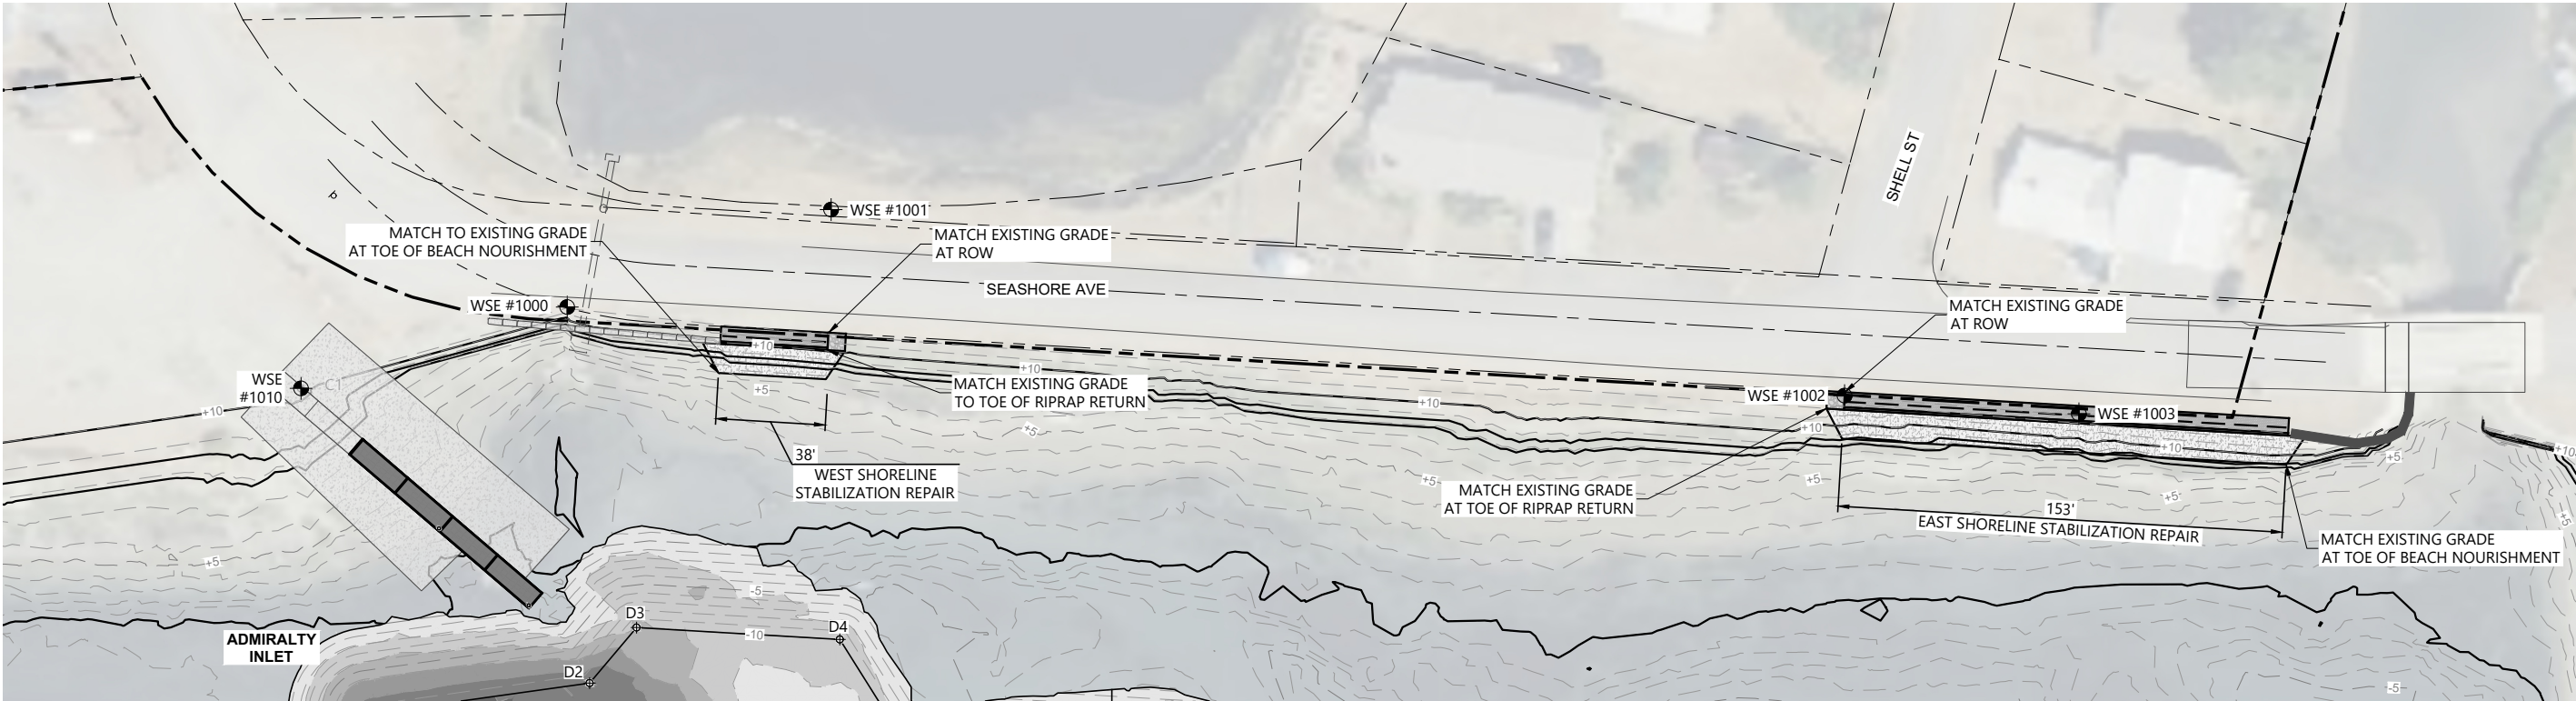 SHELL ST
WSE #1001
MATCH TO EXISTING GRADE
AT TOE OF BEACH NOURISHMENT
MATCH EXISTING GRADE
AT ROW
SEASHORE AVE
WSE #1000
MATCH EXISTING GRADE
AT ROW
+10
+10
WSE
#1010
C1
+5
MATCH EXISTING GRADE
TO TOE OF RIPRAP RETURN
WSE #1002
WSE #1003
+10
+10
+10
+5
+10
+10
+5
38'
WEST SHORELINE
STABILIZATION REPAIR
+5
+5
+5
MATCH EXISTING GRADE
AT TOE OF RIPRAP RETURN
153'
EAST SHORELINE STABILIZATION REPAIR
+5
MATCH EXISTING GRADE
AT TOE OF BEACH NOURISHMENT
+5
-5
D3
D4
-10
ADMIRALTY
INLET
D2
-5